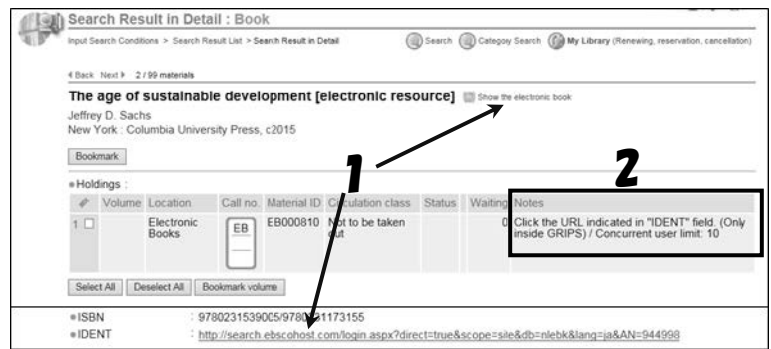 Search Result in Detail : Book
Input Search Conditions > Search Result List > Search Result in Detail
Search Categoy Search My Library (Renewing, reservation, cancellaton)
Back Next 2 / 99 materials
The age of sustainable development [electronic resource] Show the electronic book
Jeffrey D. Sachs
New York : Columbia University Press, c2015
Bookmark
1
2
Holdings :
Volume Location Call no. Material ID Circulation class Status Waiting Notes
1 Electronic Books EB EB000810 Not to be taken out 0 Click the URL indicated in "IDENT" field. (Only
inside GRIPS) / Concurrent user limit: 10
Select All Deselect All Bookmark volume
ISBN : 9780231539005/9780231173155
IDENT : http://search.ebscohost.com/login.aspx?direct=true&scope=site&db=nlebk&lang=ja&AN=944998